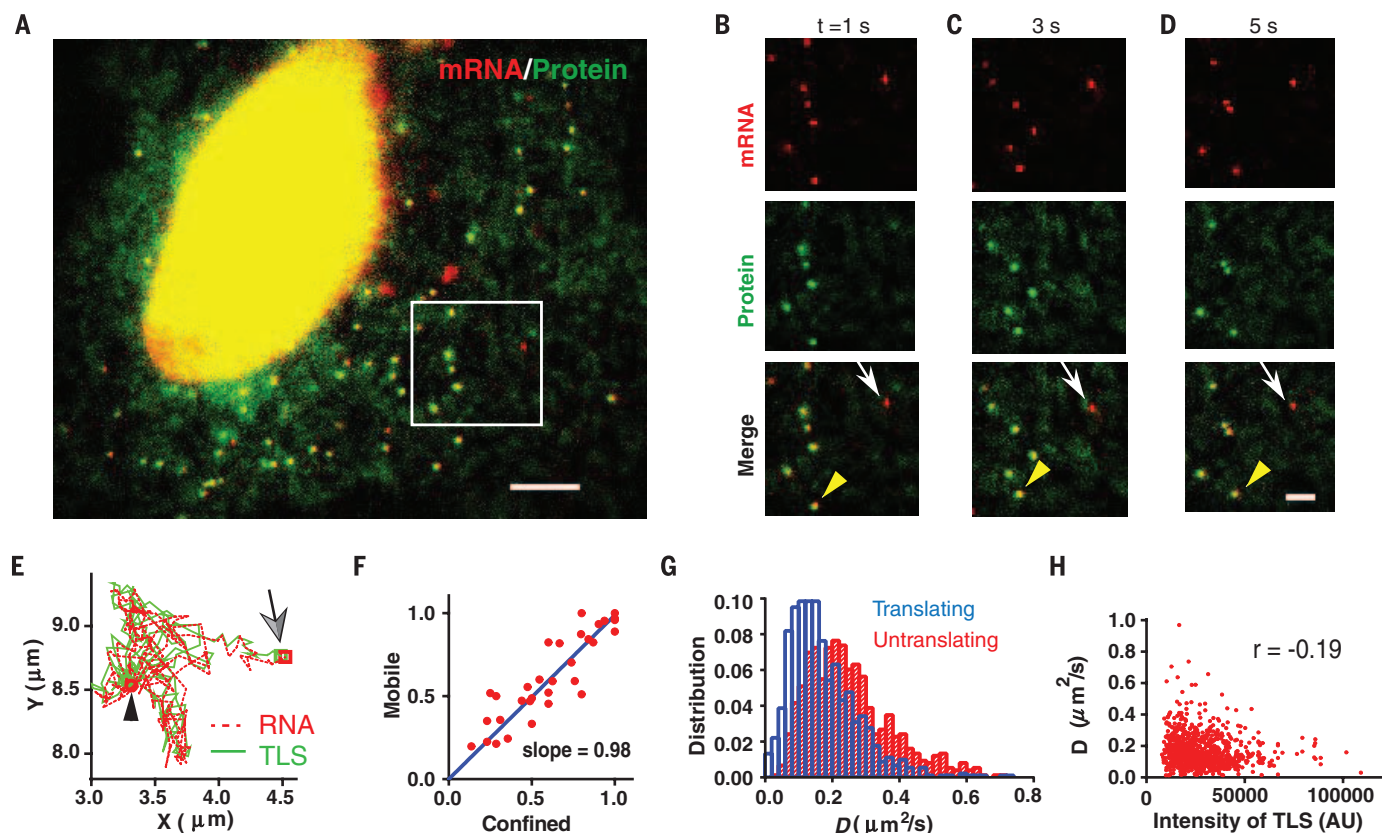 A
mRNA/Protein
B
t =1 s
C
3 s
D
5 s
mRNA
Protein
Merge
E
Y (μm)
9.0
8.5
8.0
RNA
TLS
3.0 3.5 4.0 4.5
X ( μm)
F
Mobile
1.0
0.5
0.0
slope = 0.98
0.0 0.5 1.0
Confined
G
Distribution
0.10
0.08
0.06
0.04
0.02
0.00
Translating
Untranslating
0.0 0.2 0.4 0.6 0.8
D( μm²/s)
H
D (μm²/s)
1.0
0.8
0.6
0.4
0.2
0.0
r = -0.19
0 50000 100000
Intensity of TLS (AU)